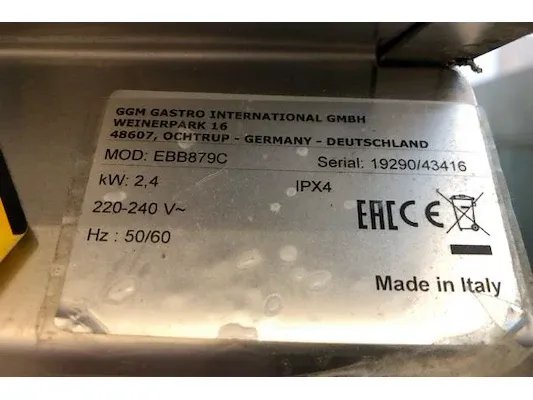 GGM GASTRO INTERNATIONAL GMBH
WEINERPARK 16
48607, OCHTRUP - GERMANY - DEUTSCHLAND
MOD: EBB879C Serial: 19290/43416
kW: 2,4 IPX4
220-240 V~
Hz : 50/60
EAC CE
Made in Italy